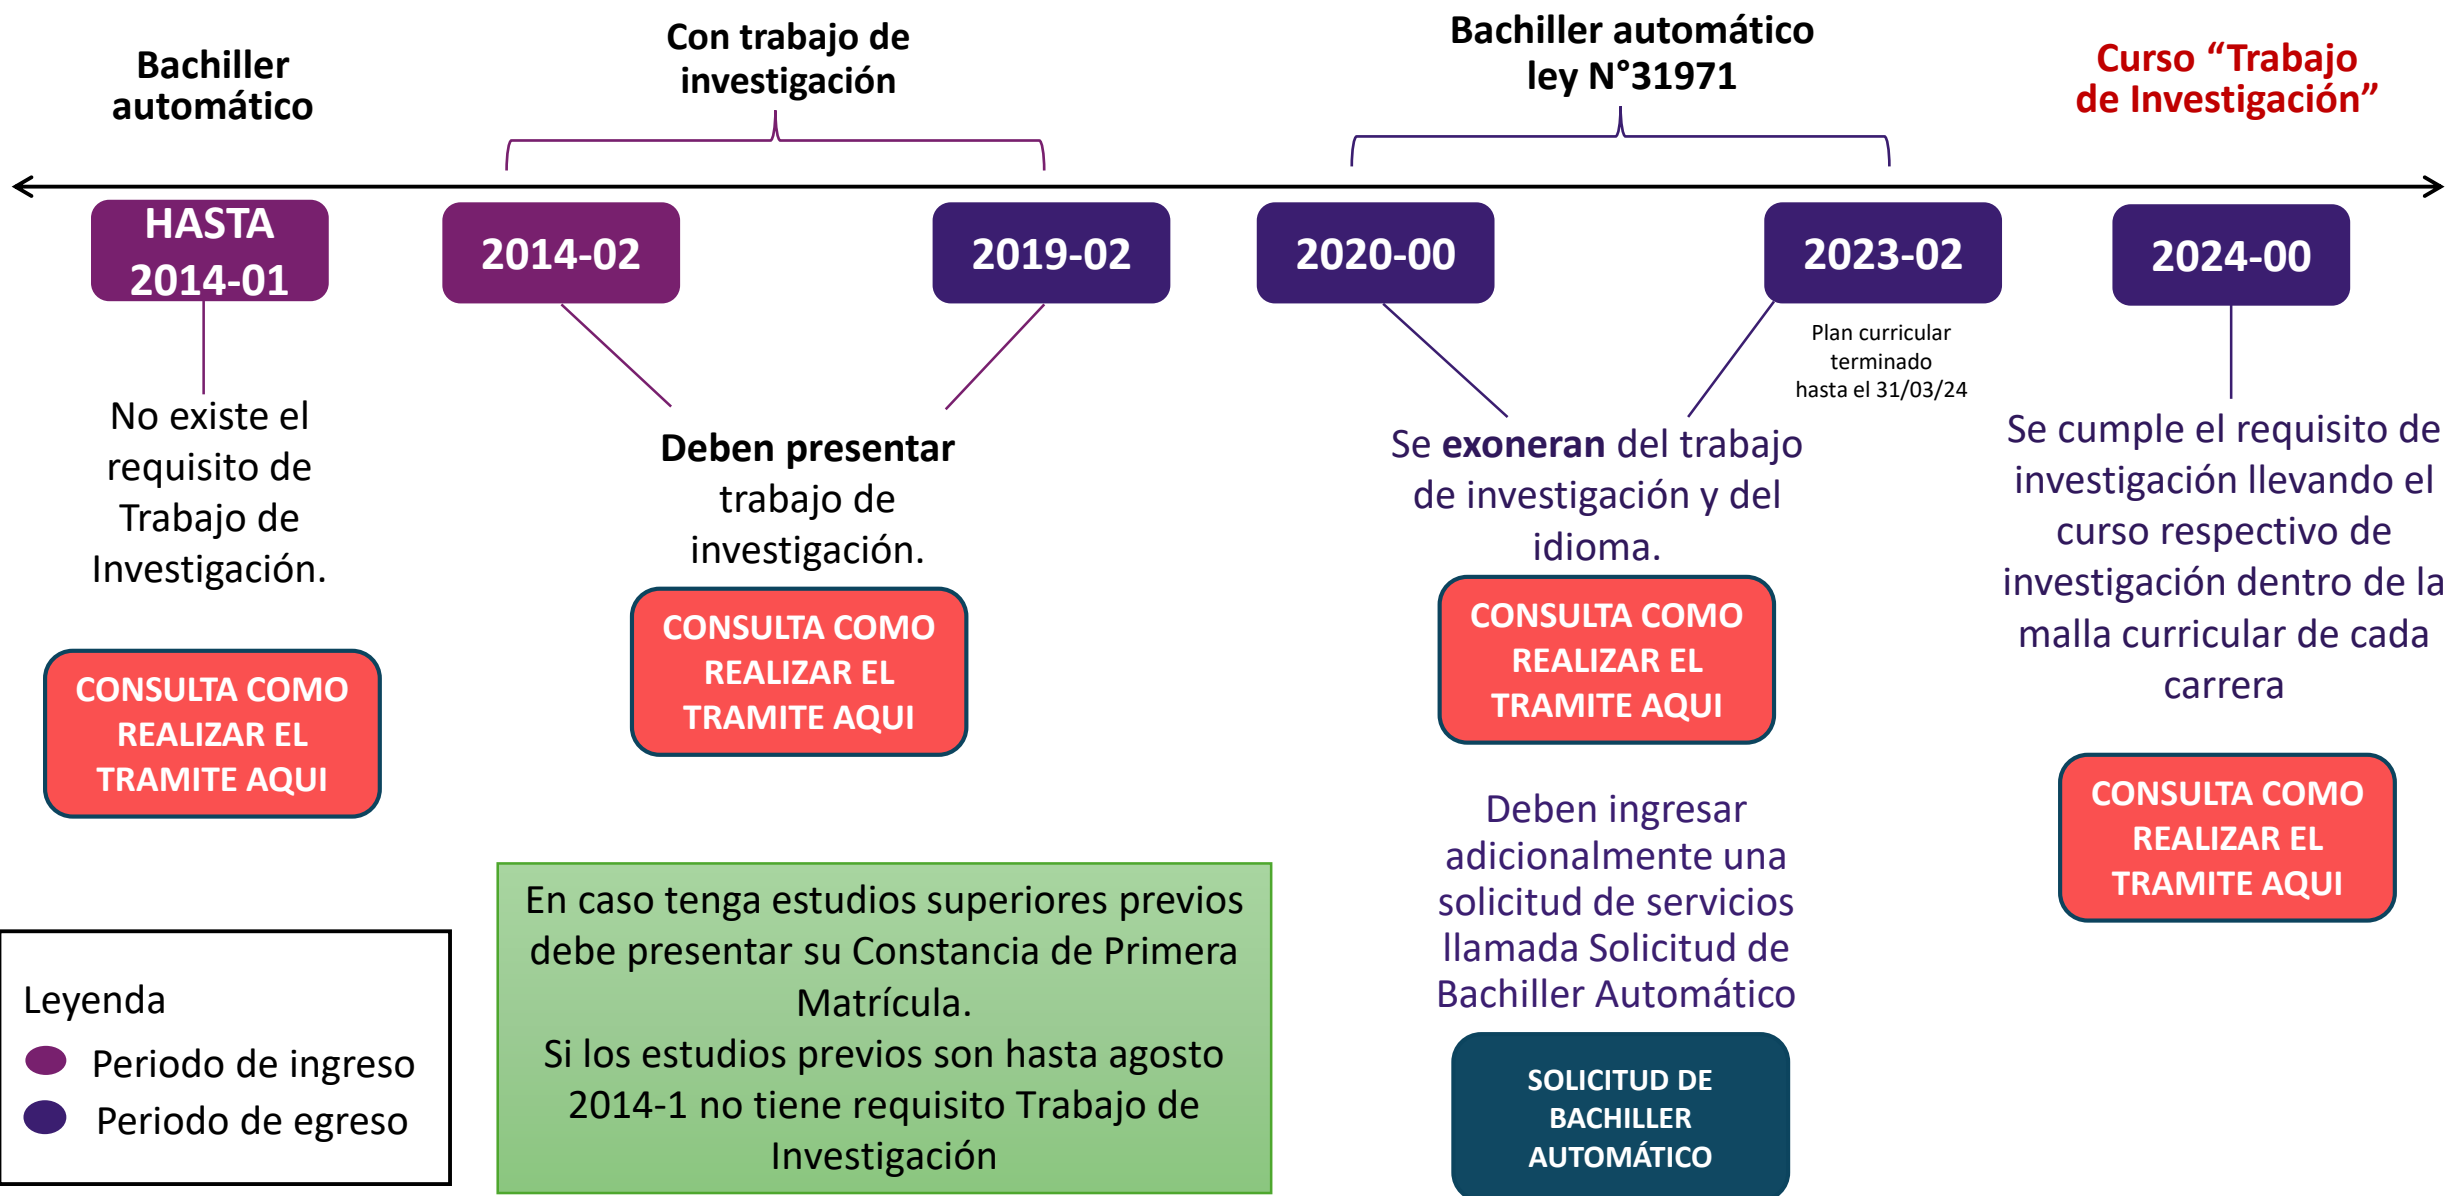 Bachiller
automático
Con trabajo de
investigación
Bachiller automático
ley N°31971
Curso “Trabajo
de Investigación”
HASTA
2014-01
2014-02
2019-02
2020-00
2023-02
2024-00
Plan curricular
terminado
hasta el 31/03/24
No existe el
requisito de
Trabajo de
Investigación.
CONSULTA COMO
REALIZAR EL
TRAMITE AQUI
Deben presentar
trabajo de
investigación.
CONSULTA COMO
REALIZAR EL
TRAMITE AQUI
Se exoneran del trabajo
de investigación y del
idioma.
CONSULTA COMO
REALIZAR EL
TRAMITE AQUI
Deben ingresar
adicionalmente una
solicitud de servicios
llamada Solicitud de
Bachiller Automático
SOLICITUD DE
BACHILLER
AUTOMÁTICO
Se cumple el requisito de
investigación llevando el
curso respectivo de
investigación dentro de la
malla curricular de cada
carrera
CONSULTA COMO
REALIZAR EL
TRAMITE AQUI
En caso tenga estudios superiores previos
debe presentar su Constancia de Primera
Matrícula.
Si los estudios previos son hasta agosto
2014-1 no tiene requisito Trabajo de
Investigación
Leyenda
Periodo de ingreso
Periodo de egreso